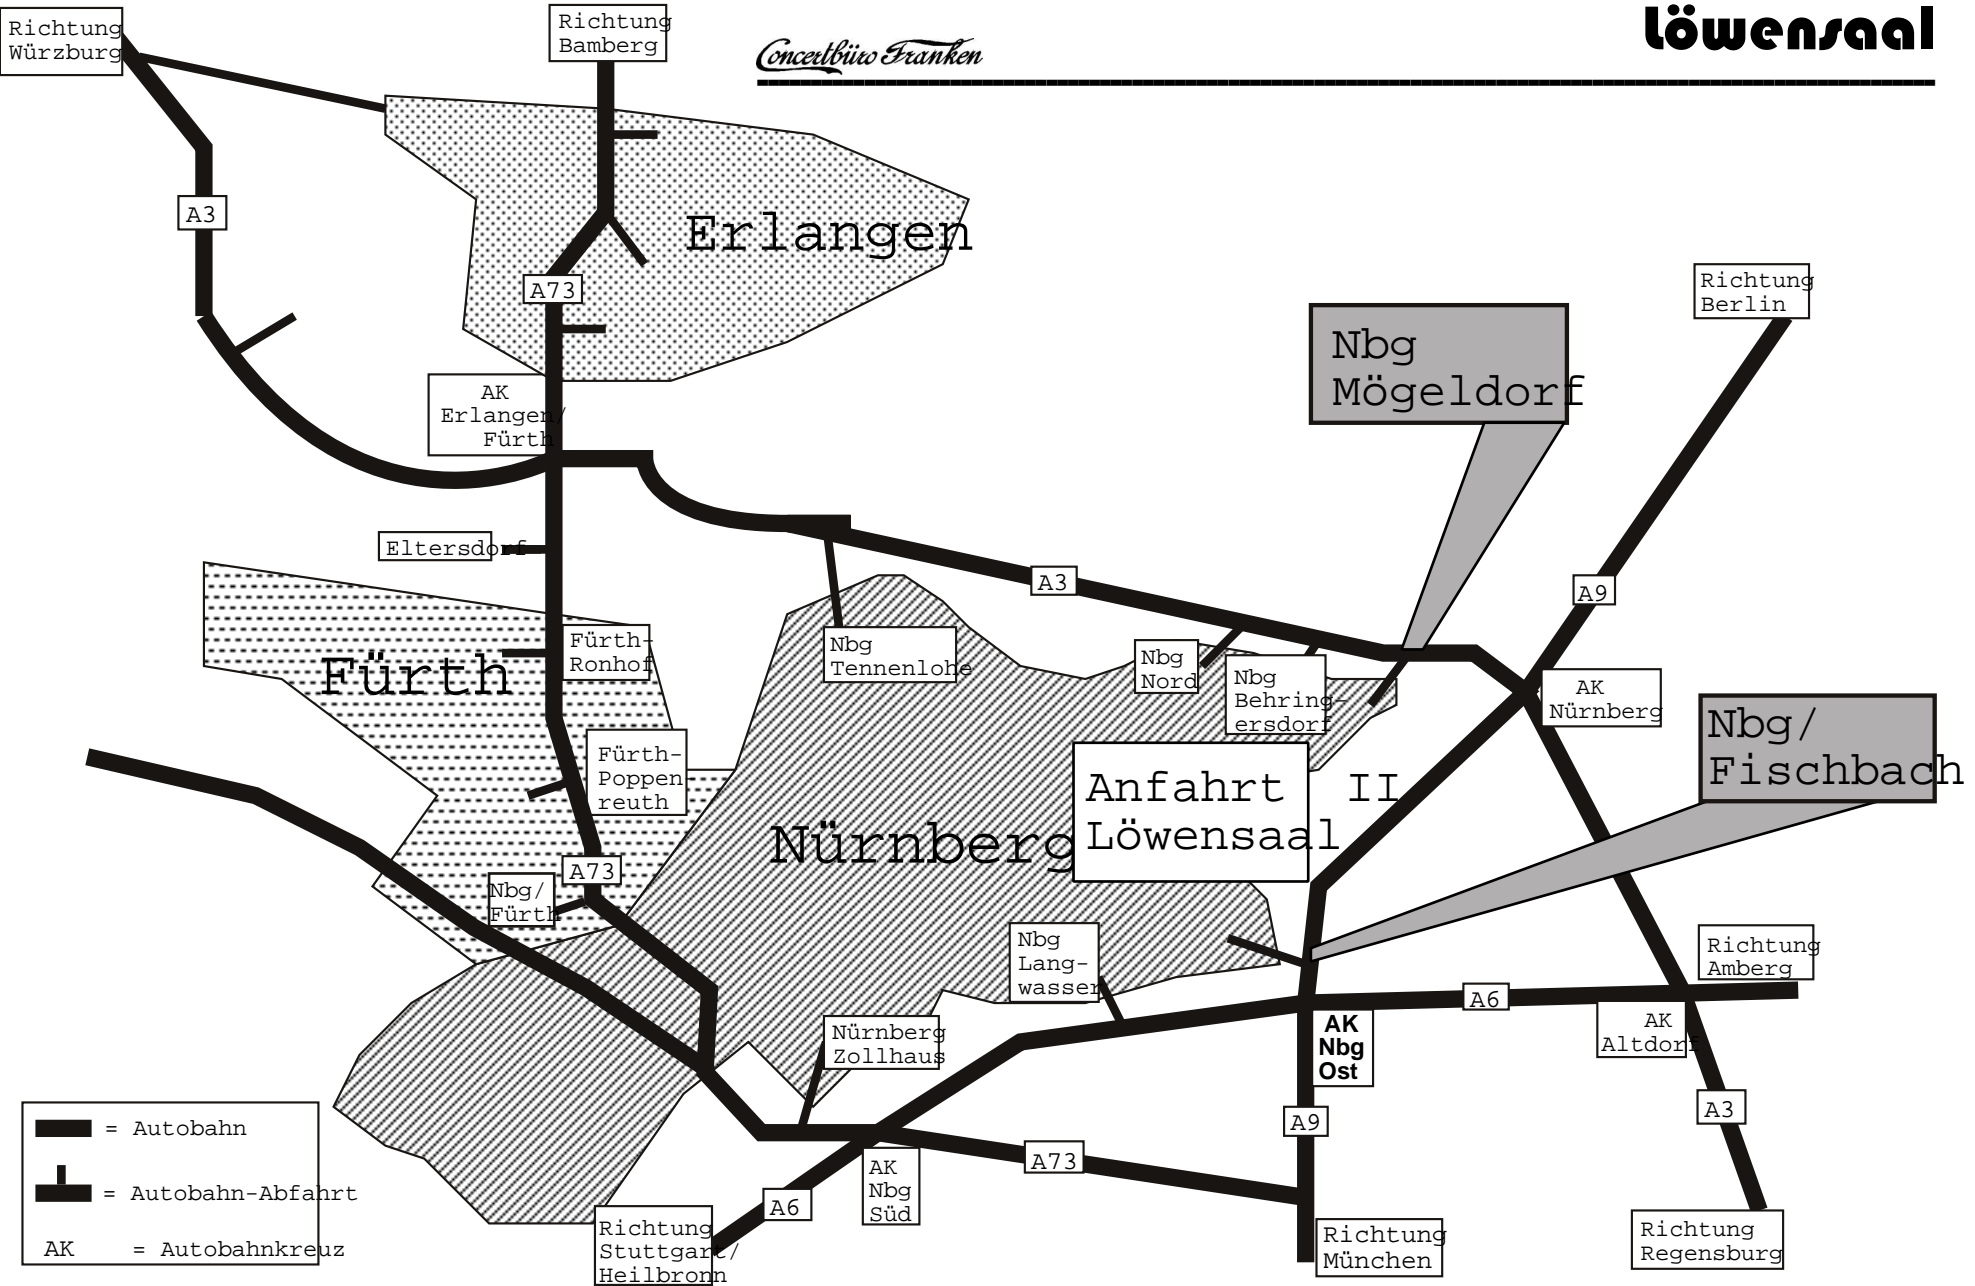 Richtung
Würzburg
Richtung
Bamberg
Concertbüro Franken
Löwensaal
A3
Erlangen
A73
Richtung
Berlin
Nbg
Mögeldorf
AK
Erlangen/
Fürth
Eltersdorf
A3
A9
Fürth-
Ronhof
Fürth
Nbg
Tennenlohe
Nbg
Nord
Nbg
Behring-
ersdorf
AK
Nürnberg
Nbg/
Fischbach
Fürth-
Poppen-
reuth
Anfahrt II
Löwensaal
Nürnberg
A73
Nbg/
Fürth
Nbg
Lang-
wasser
Richtung
Amberg
A6
Nürnberg
Zollhaus
AK
Nbg
Ost
AK
Altdorf
A3
A9
A73
AK
Nbg
Süd
A6
Richtung
Stuttgart/
Heilbronn
Richtung
München
Richtung
Regensburg
= Autobahn
= Autobahn-Abfahrt
AK = Autobahnkreuz